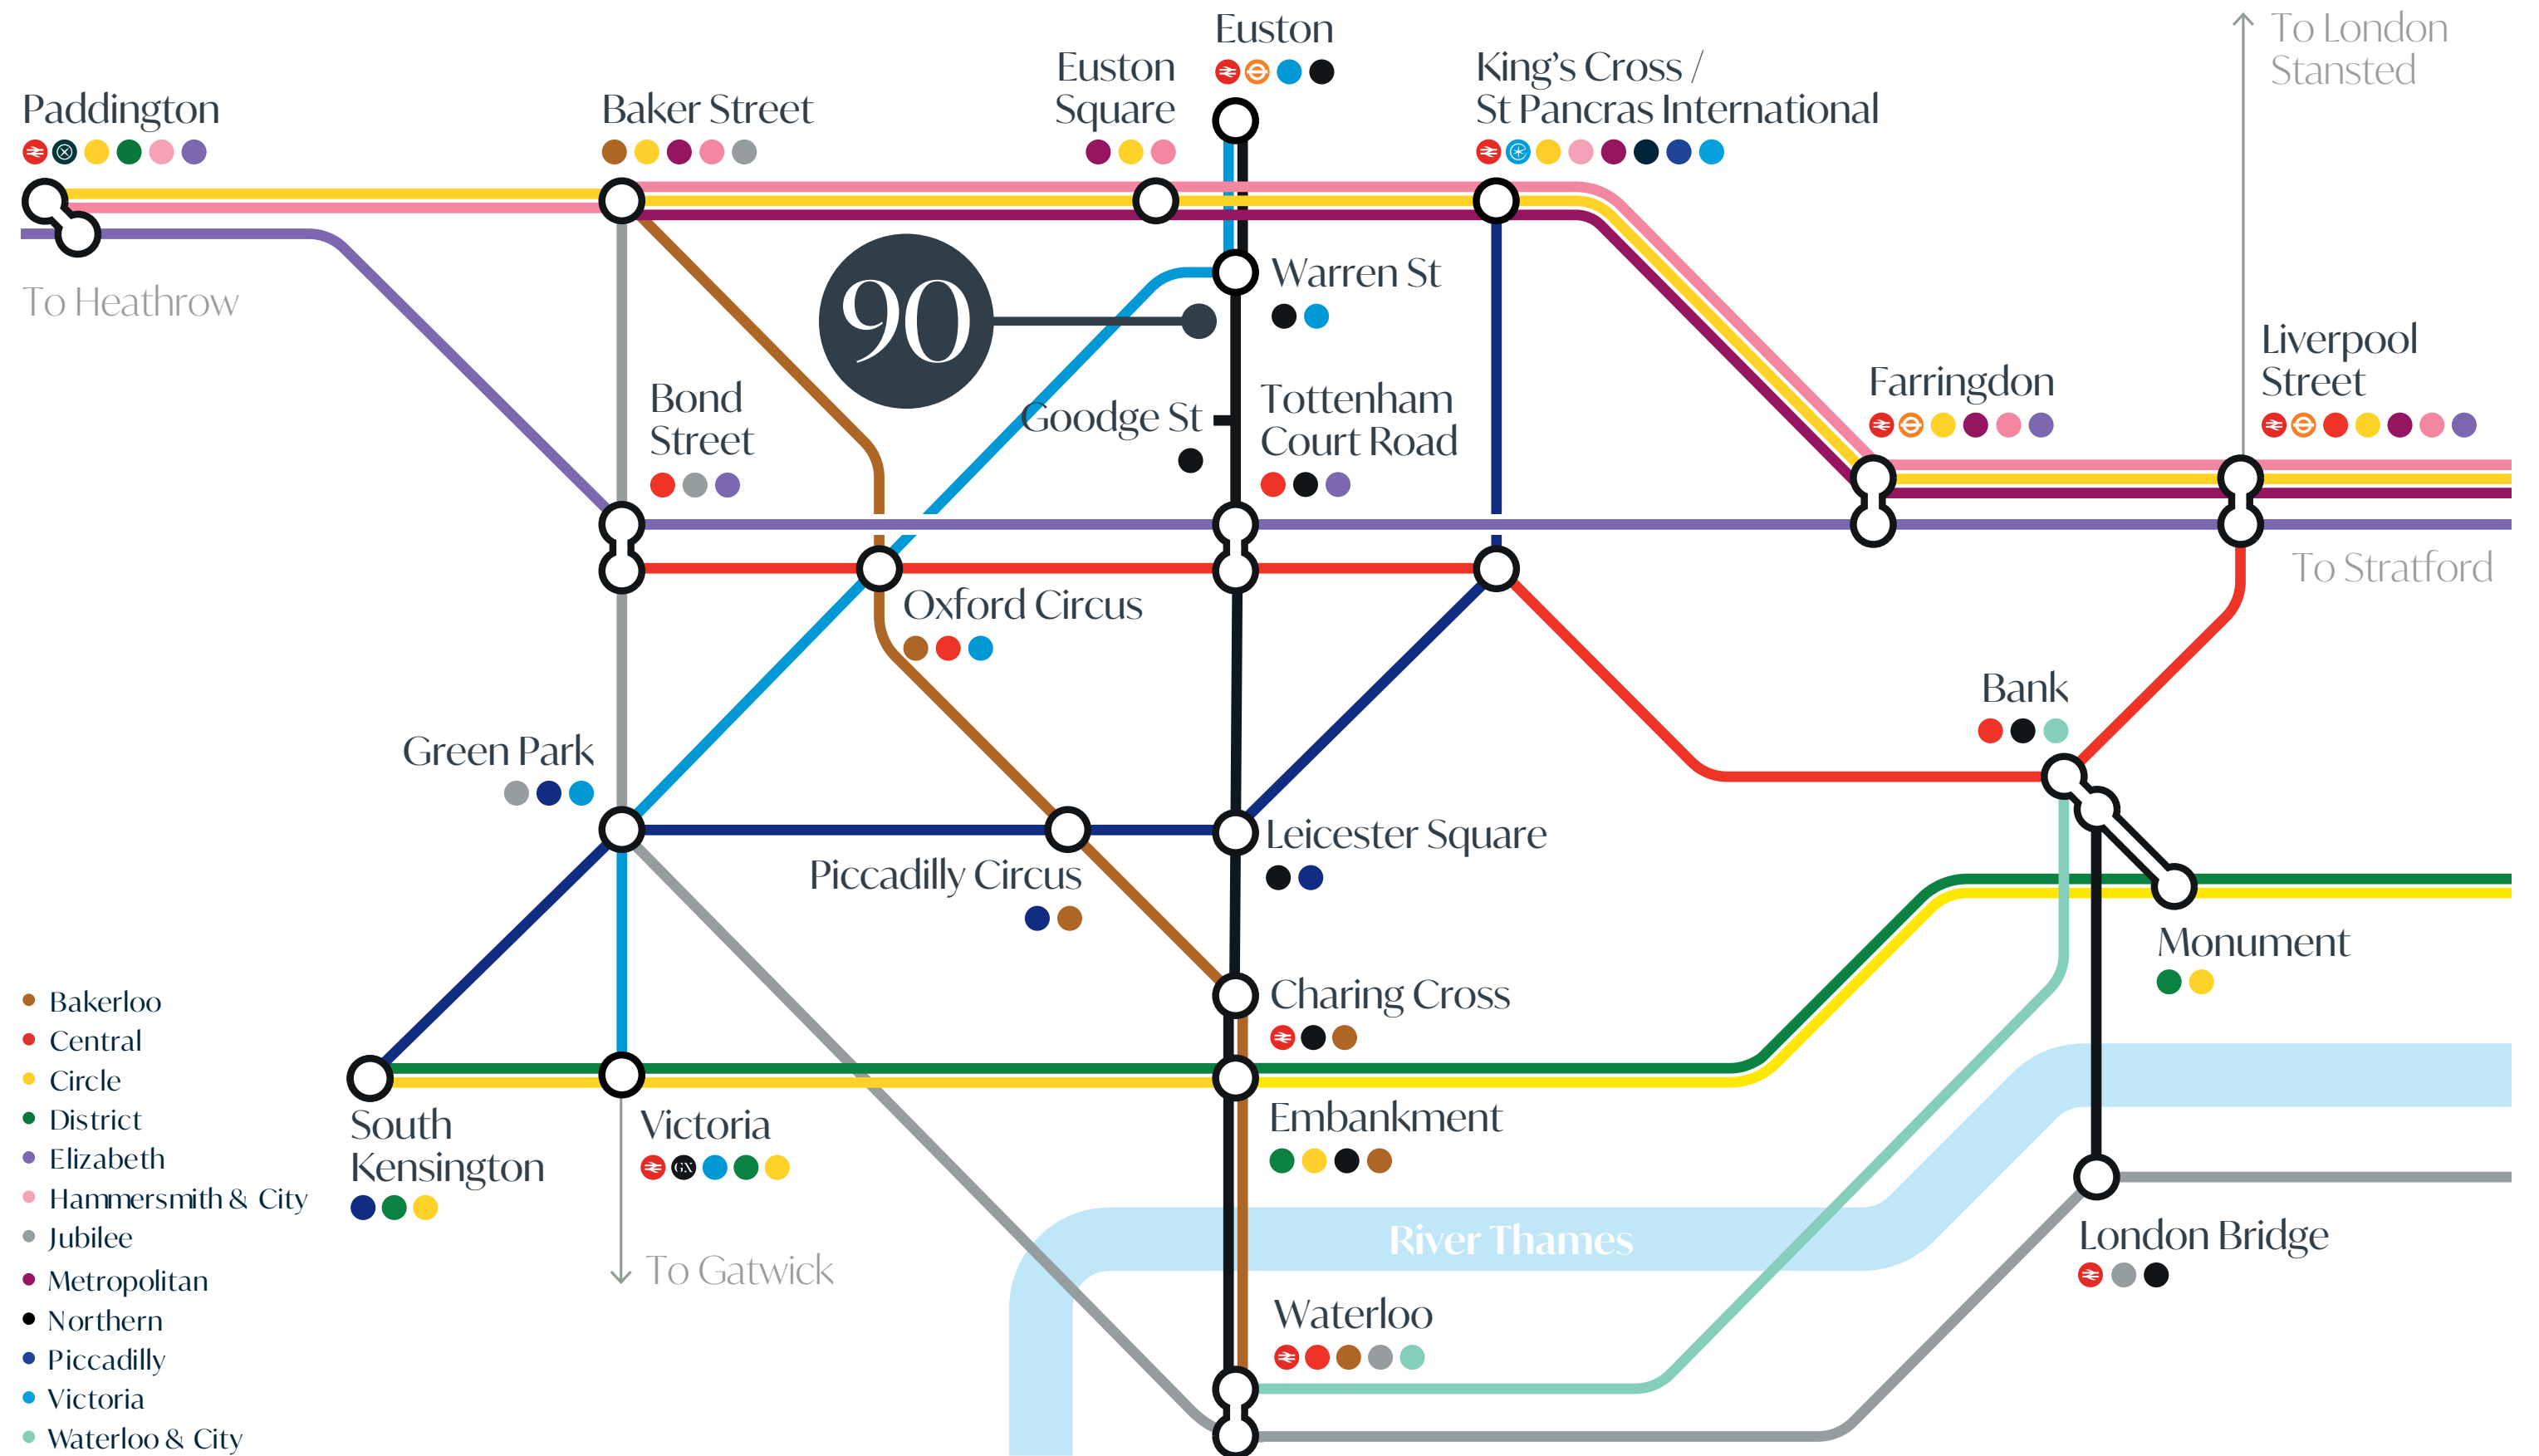 Euston
Euston
Square
King's Cross /
St Pancras International
To London
Stansted
Paddington
Baker Street
To Heathrow
90
Warren St
Bond
Street
Goodge St
Tottenham
Court Road
Farringdon
Liverpool
Street
To Stratford
Oxford Circus
Bank
Green Park
Leicester Square
Piccadilly Circus
Monument
Charing Cross
South
Kensington
Victoria
GX
Embankment
To Gatwick
River Thames
London Bridge
Waterloo
Bakerloo
Central
Circle
District
Elizabeth
Hammersmith & City
Jubilee
Metropolitan
Northern
Piccadilly
Victoria
Waterloo & City